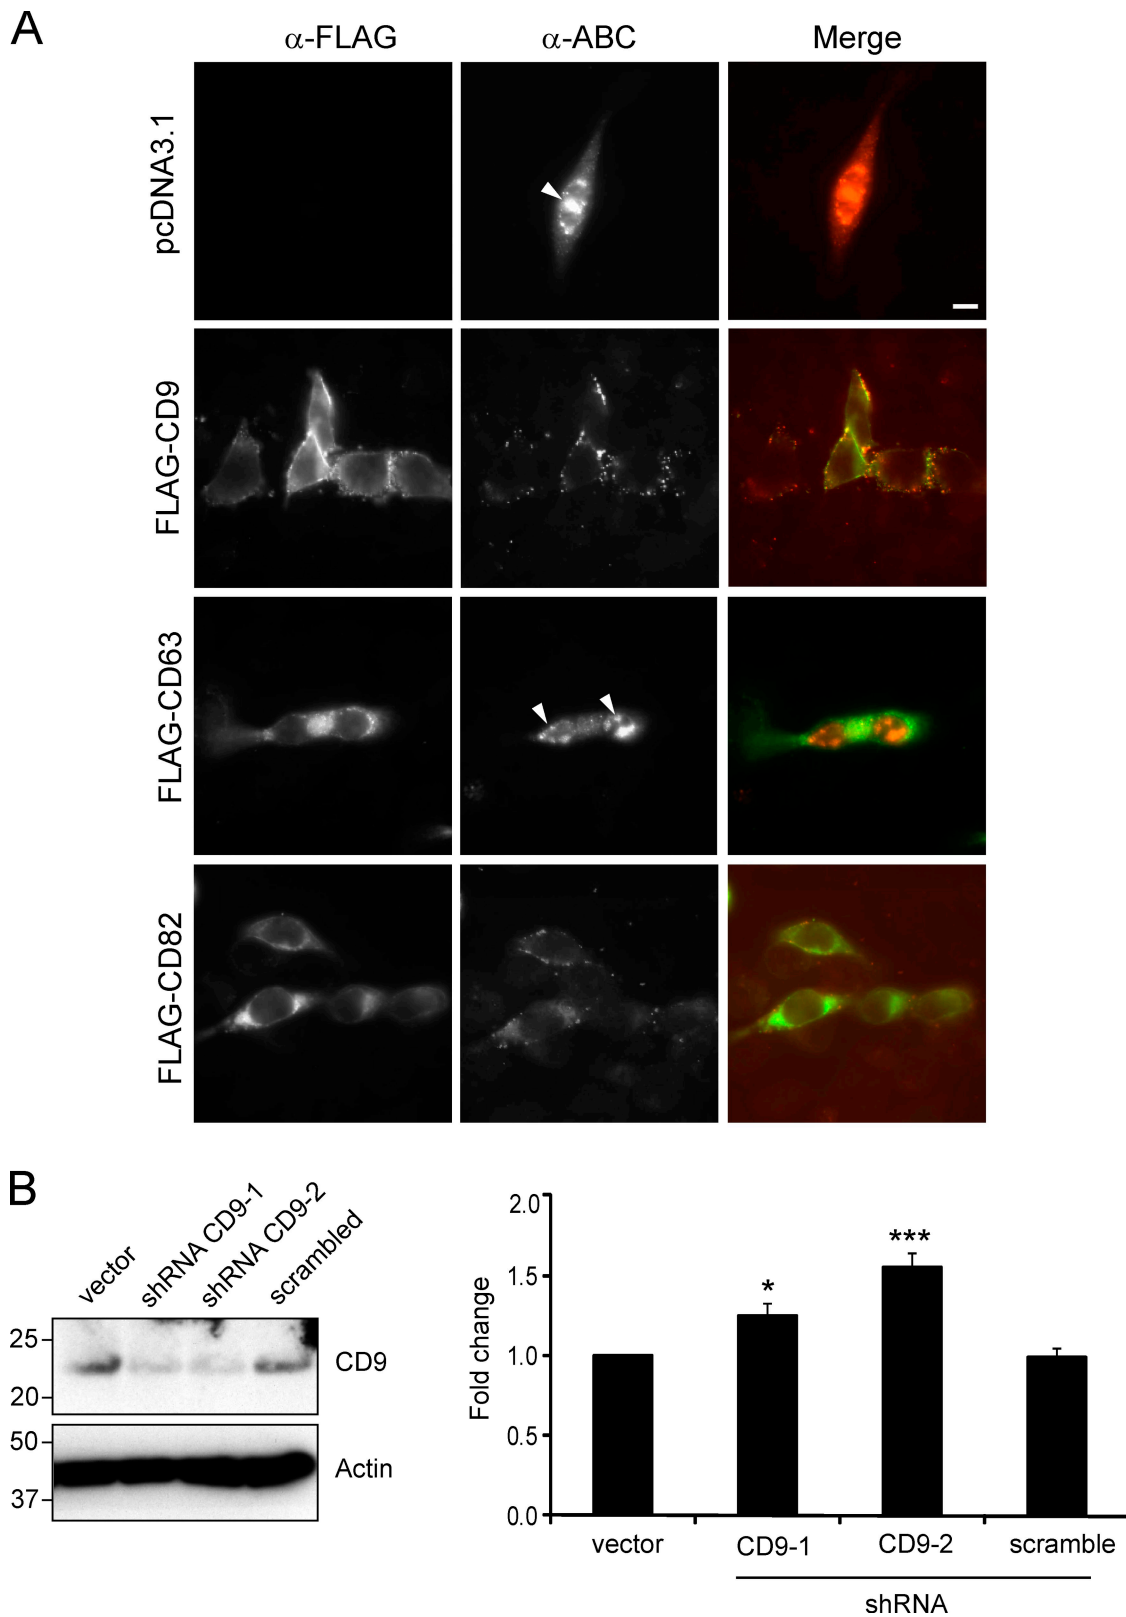 A
α-FLAG α-ABC Merge
pcDNA3.1
FLAG-CD9
FLAG-CD63
FLAG-CD82
B
vector
shRNA CD9-1
shRNA CD9-2
scrambled
25
20
CD9
50
37
Actin
Fold change
2.0
1.5
1.0
0.5
0.0
*
***
vector CD9-1 CD9-2 scramble
shRNA